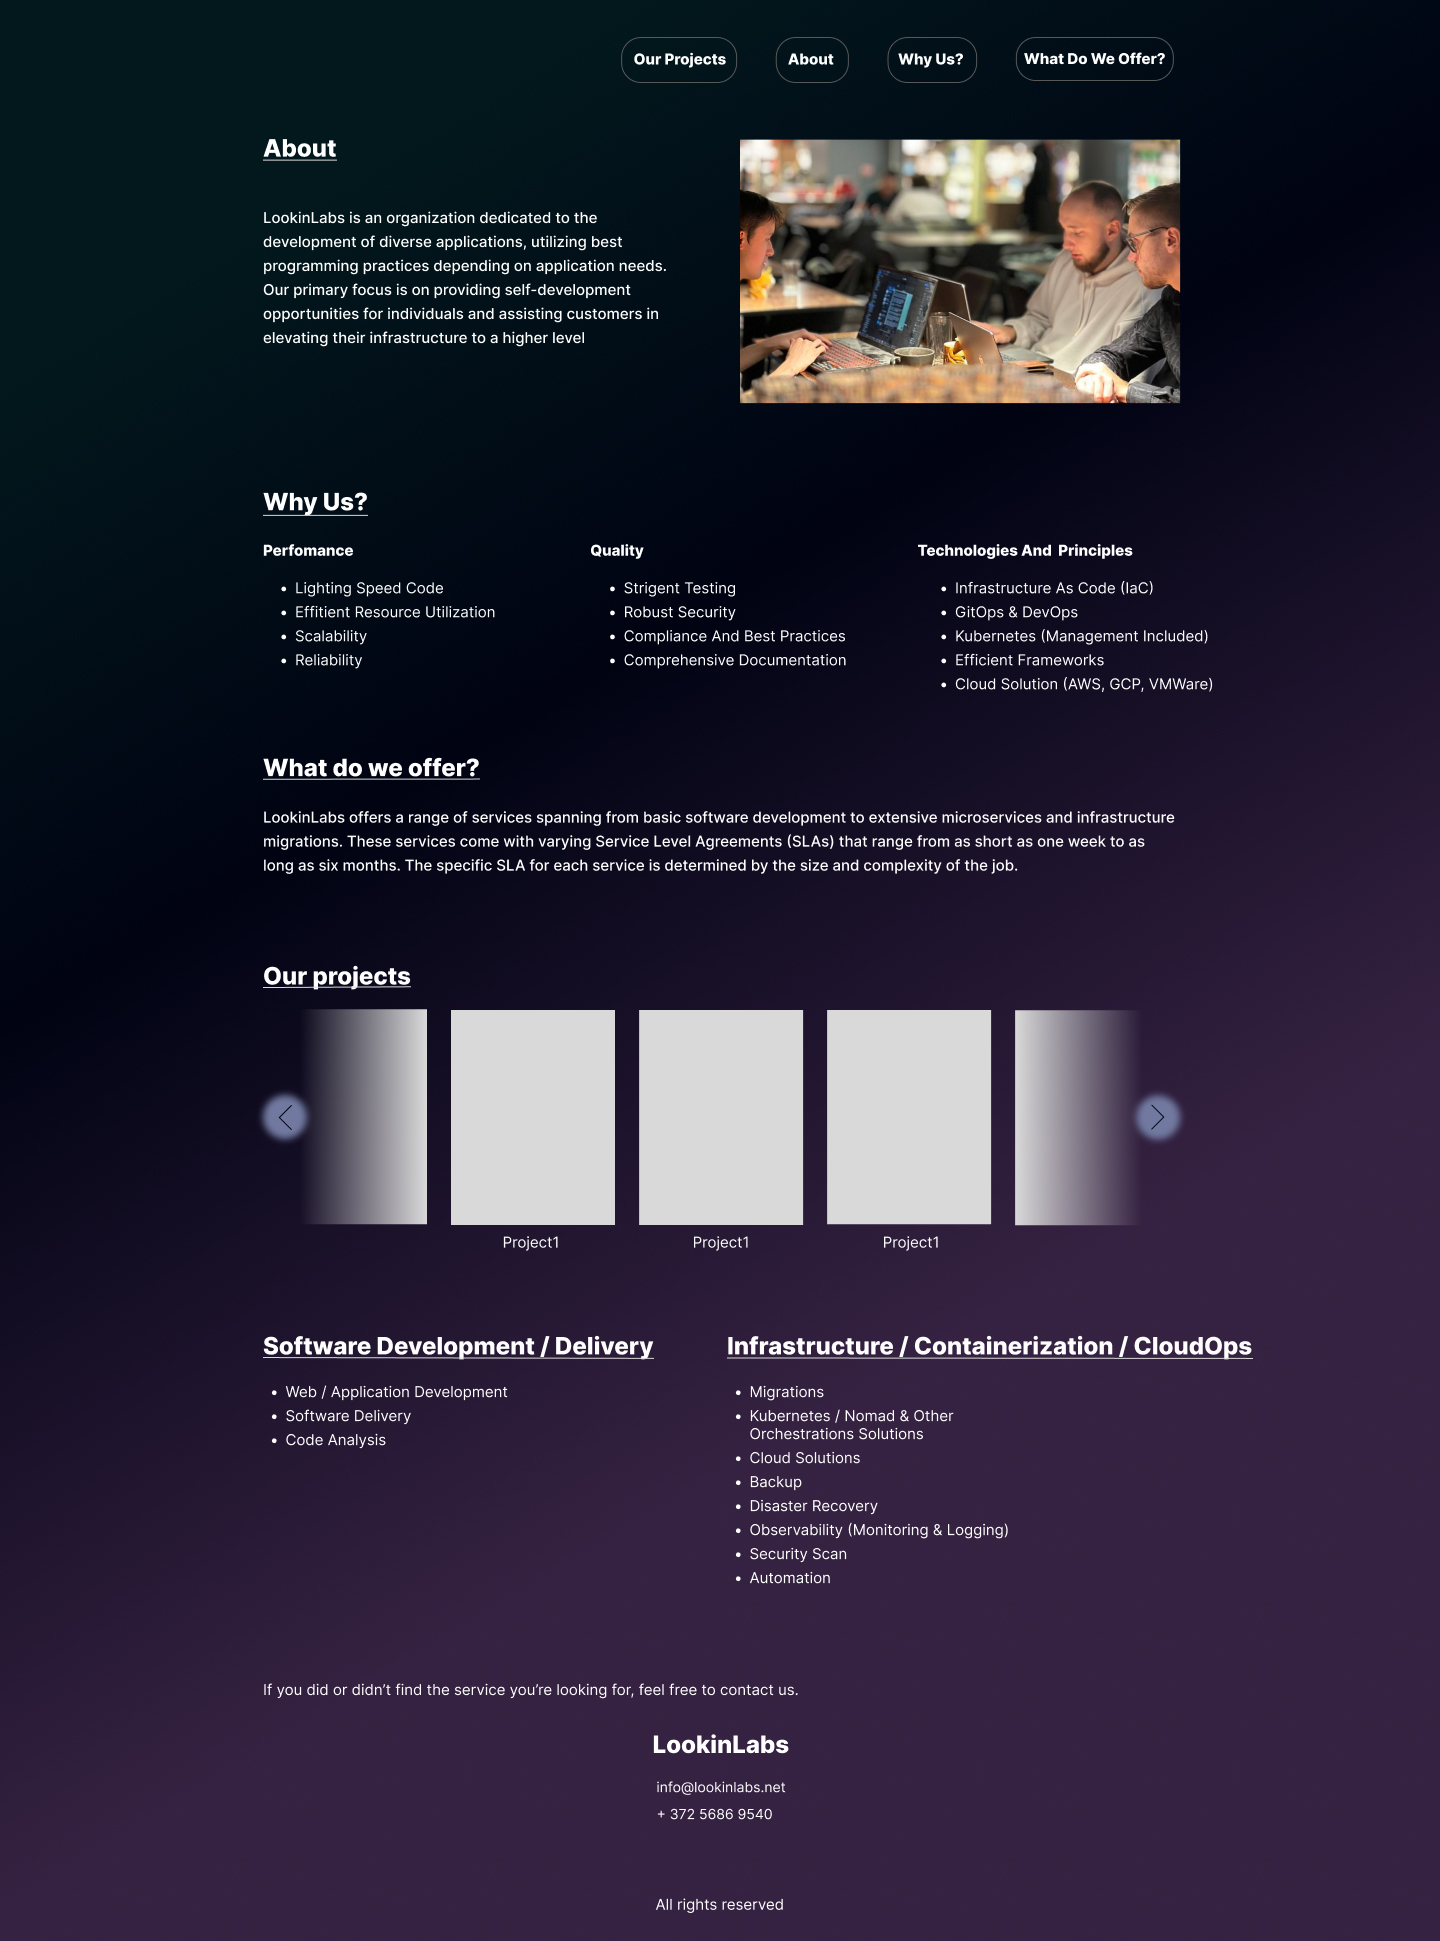 Our Projects
About
Why Us?
What Do We Offer?
About
LookinLabs is an organization dedicated to the
development of diverse applications, utilizing best
programming practices depending on application needs.
Our primary focus is on providing self-development
opportunities for individuals and assisting customers in
elevating their infrastructure to a higher level
Why Us?
Perfomance
• Lighting Speed Code
• Effitient Resource Utilization
• Scalability
• Reliability
Quality
• Strigent Testing
• Robust Security
• Compliance And Best Practices
• Comprehensive Documentation
Technologies And Principles
• Infrastructure As Code (IaC)
• GitOps & DevOps
• Kubernetes (Management Included)
• Efficient Frameworks
• Cloud Solution (AWS, GCP, VMWare)
What do we offer?
LookinLabs offers a range of services spanning from basic software development to extensive microservices and infrastructure
migrations. These services come with varying Service Level Agreements (SLAs) that range from as short as one week to as
long as six months. The specific SLA for each service is determined by the size and complexity of the job.
Our projects
Project1
Project1
Project1
Software Development / Delivery
• Web / Application Development
• Software Delivery
• Code Analysis
Infrastructure / Containerization / CloudOps
• Migrations
• Kubernetes / Nomad & Other
Orchestrations Solutions
• Cloud Solutions
• Backup
• Disaster Recovery
• Observability (Monitoring & Logging)
• Security Scan
• Automation
If you did or didn’t find the service you’re looking for, feel free to contact us.
LookinLabs
info@lookinlabs.net
+ 372 5686 9540
All rights reserved